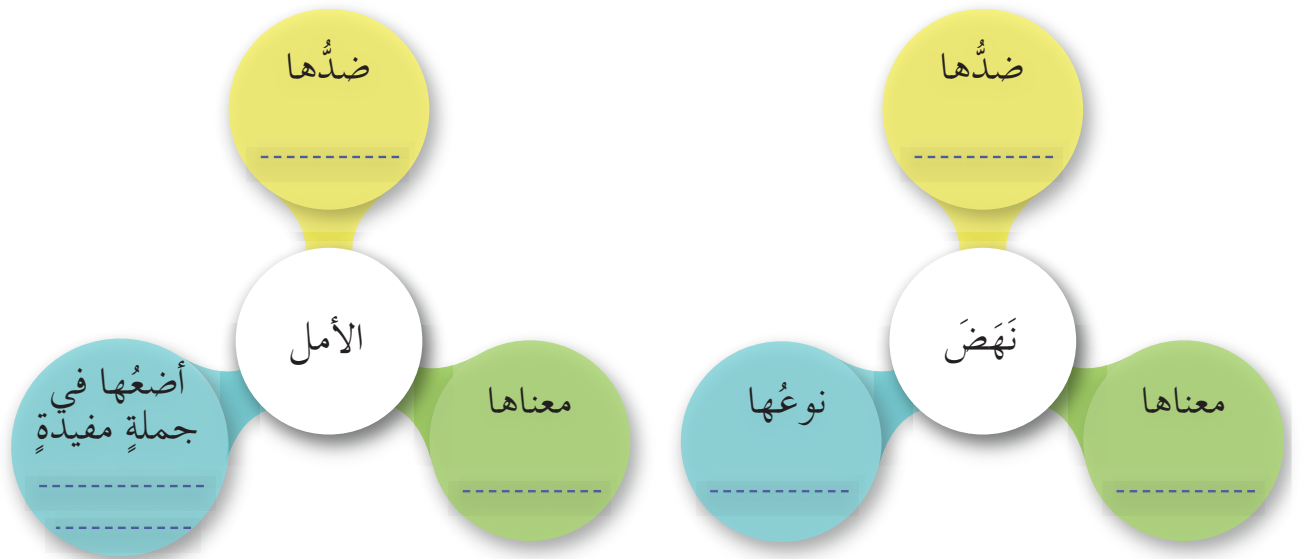 ضدُّها
نَهَضَ
معناها
نوعُها
ضدُّها
الأمل
معناها
أضعُها في
جملةٍ مفيدةٍ